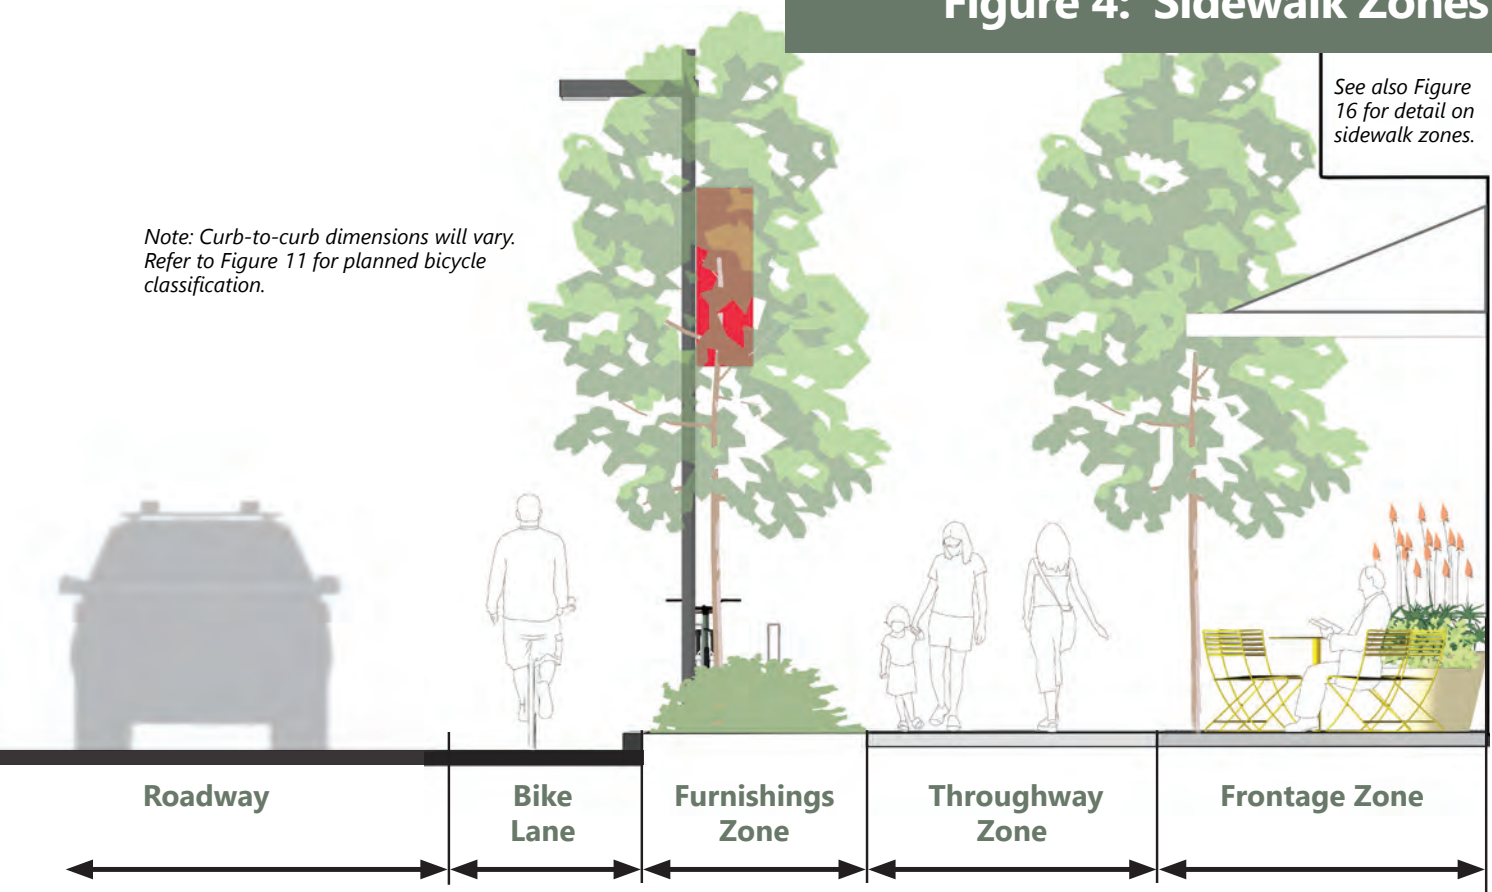 Figure 4: Sidewalk Zones
See also Figure
16 for detail on
sidewalk zones.
Note: Curb-to-curb dimensions will vary.
Refer to Figure 11 for planned bicycle
classification.
Roadway
Bike
Lane
Furnishings
Zone
Throughway
Zone
Frontage Zone